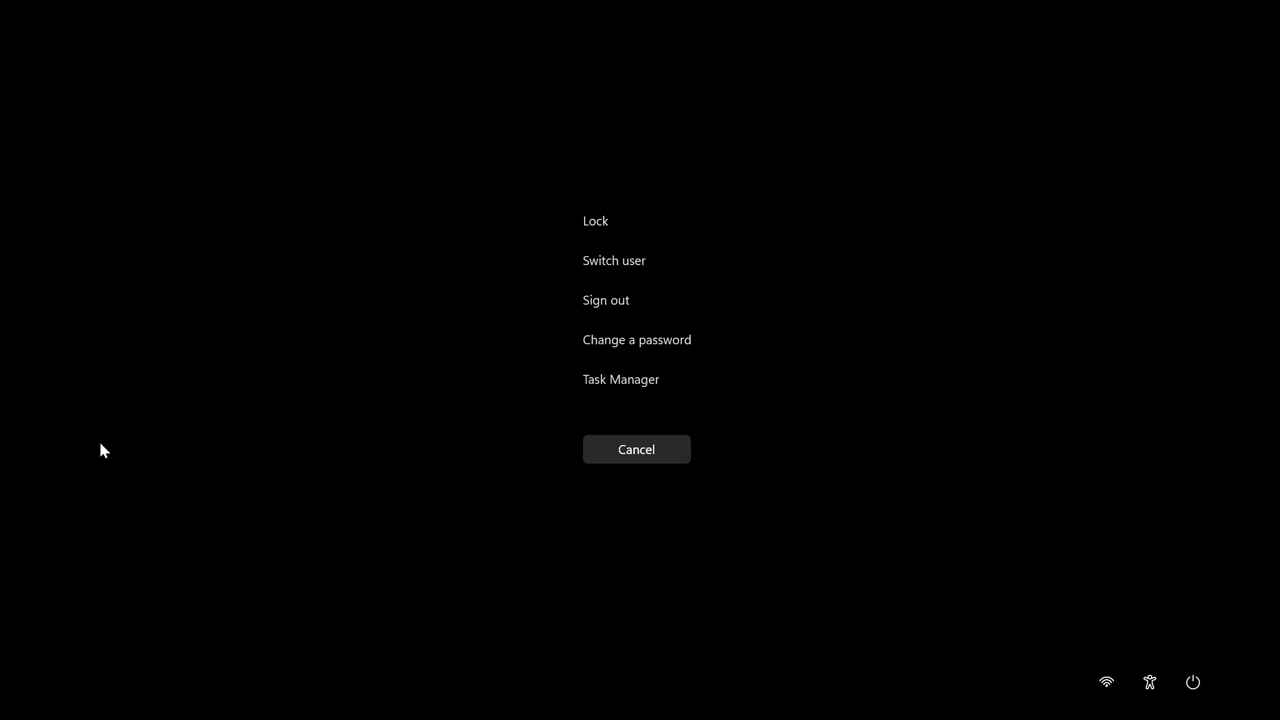 Lock
Switch user
Sign out
Change a password
Task Manager
Cancel